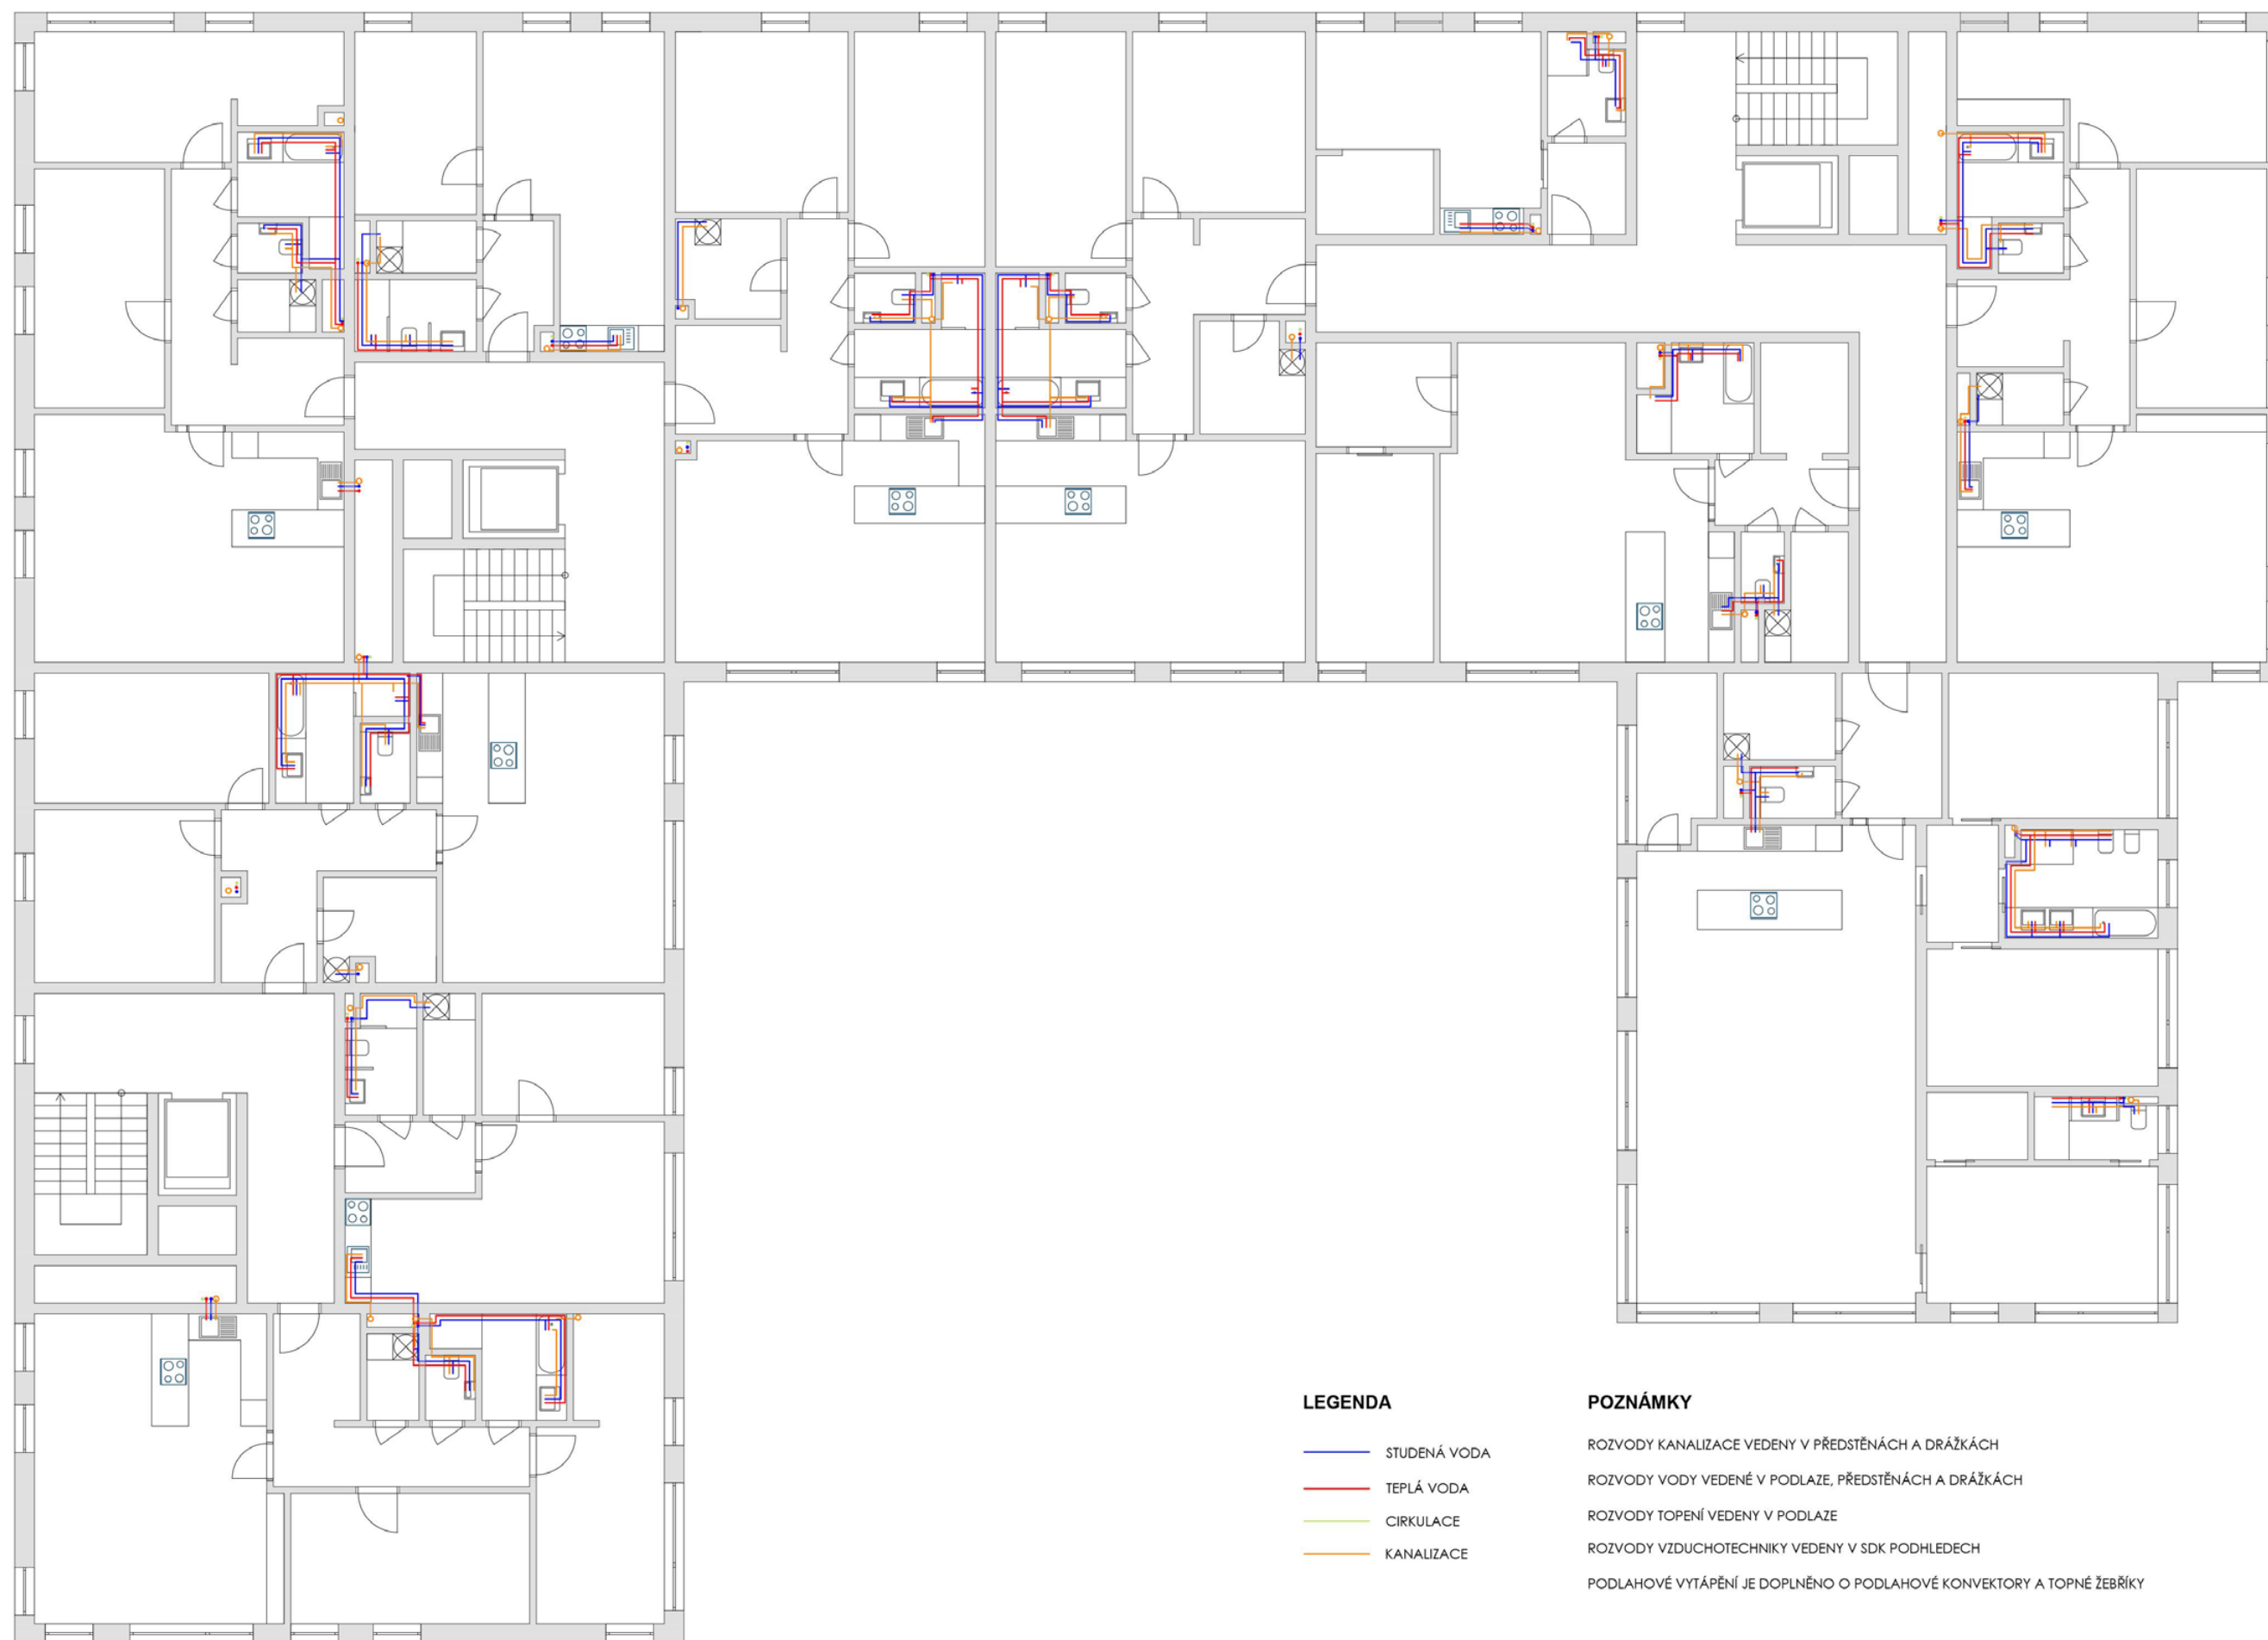 LEGENDA
STUDENÁ VODA
TEPLÁ VODA
CIRKULACE
KANALIZACE
POZNÁMKY
ROZVODY KANALIZACE VEDENY V PŘEDSTĚNÁCH A DRÁŽKÁCH
ROZVODY VODY VEDENÉ V PODLAZE, PŘEDSTĚNÁCH A DRÁŽKÁCH
ROZVODY TOPENÍ VEDENY V PODLAZE
ROZVODY VZDUCHOTECHNIKY VEDENY V SDK PODHLEDECH
PODLAHOVÉ VYTÁPĚNÍ JE DOPLNĚNO O PODLAHOVÉ KONVEKTORY A TOPNÉ ŽEBŘÍKY